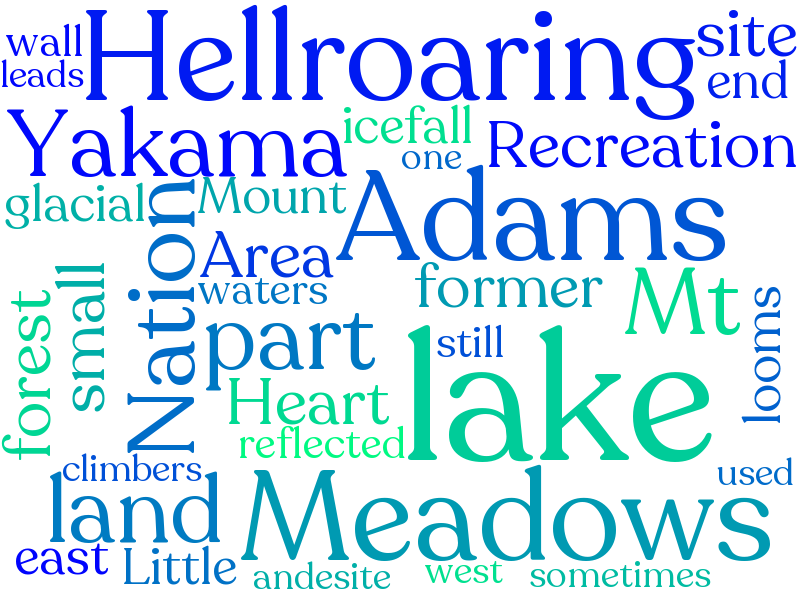 wall
Hellroaring
site
leads
end
Yakama
icefall
one
Recreation
glacial
Nation
Mount
Adams
Area
waters
former
Mt
small
forest
part
still
looms
Heart
lake
reflected
climbers
used
land
Meadows
east
Little
andesite
west
sometimes